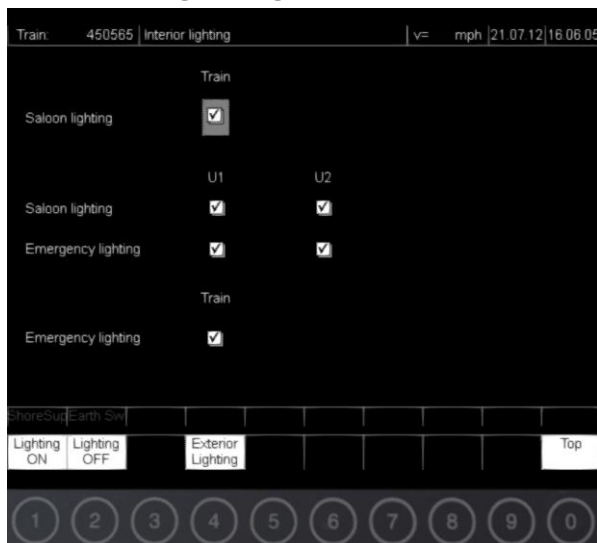 Train: 450565 Interior lighting v= mph 21.07.12 16.06.05
Train
Saloon lighting
U1 U2
Saloon lighting
Emergency lighting
Train
Emergency lighting
ShoreSup Earth Sw
Lighting ON Lighting OFF Exterior Lighting Top
1 2 3 4 5 6 7 8 9 0